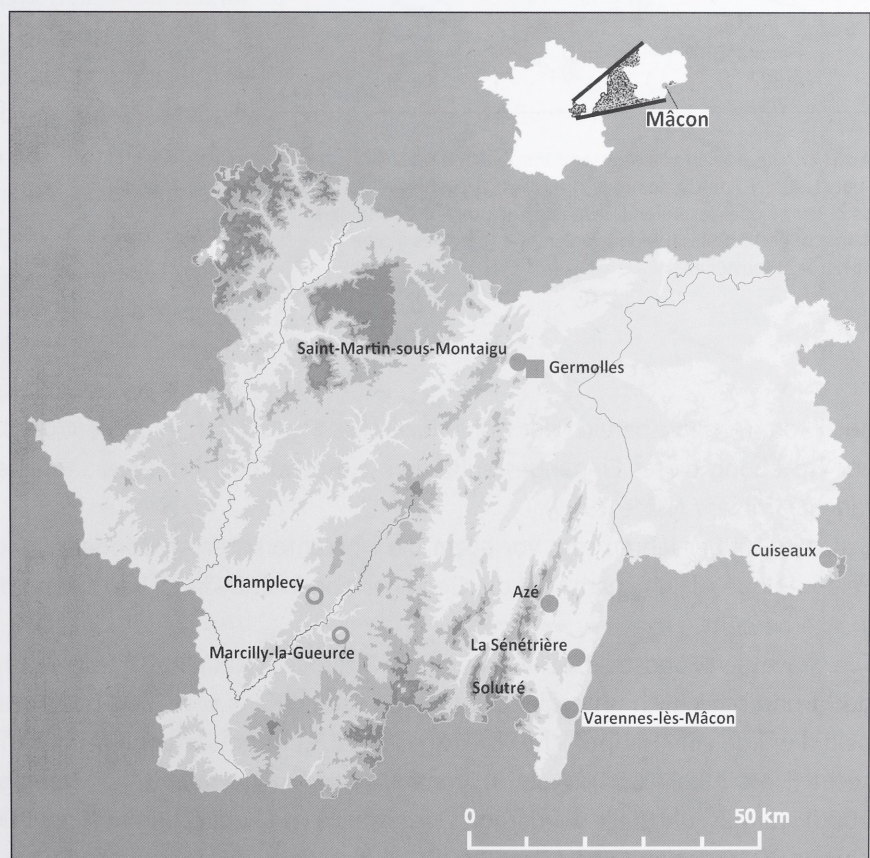 Mâcon
Saint-Martin-sous-Montaigu
Germolles
Cuiseaux
Champlecy
Azé
Marcilly-la-Gueurce
La Sénétrière
Solutré
Varennes-lès-Mâcon
0 50 km